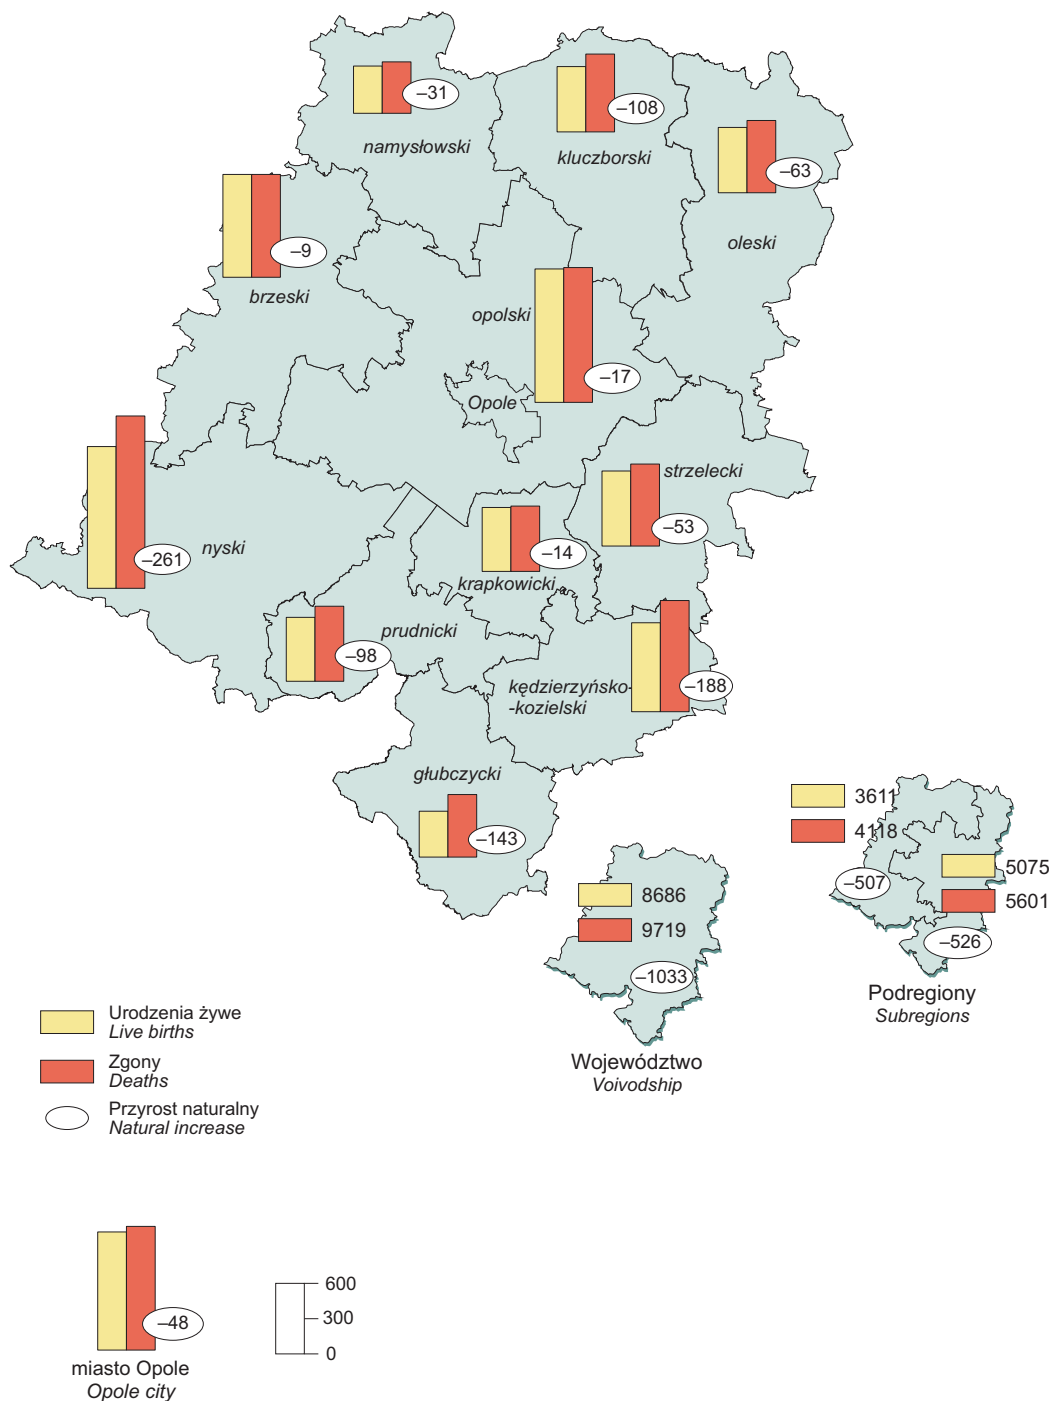 –31
namysłowski
–108
kluczborski
–63
oleski
–9
brzeski
opolski
–17
Opole
strzelecki
–53
–261
nyski
–14
krapkowicki
prudnicki
–98
kędzierzyńsko-
-kozielski
–188
głubczycki
–143
3611
4118
–507
5075
5601
–526
Podregiony
Subregions
8686
9719
–1033
Województwo
Voivodship
Urodzenia żywe
Live births
Zgony
Deaths
Przyrost naturalny
Natural increase
–48
miasto Opole
Opole city
600
300
0